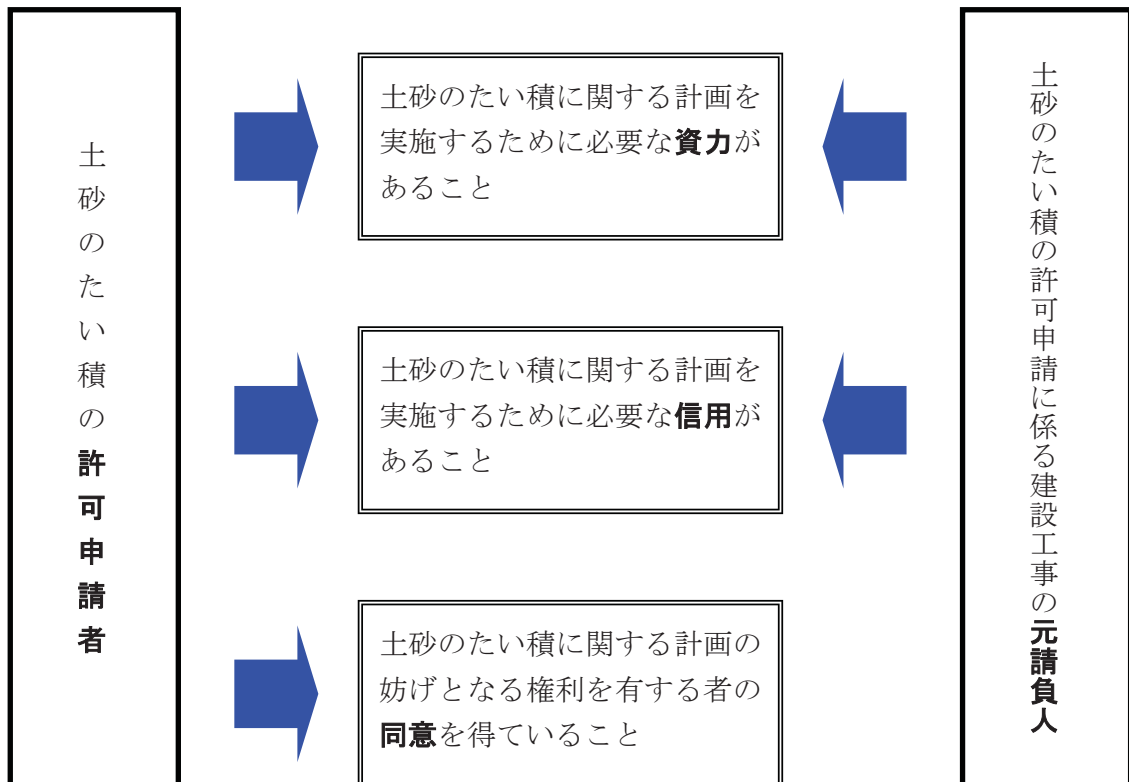 土砂のたい積の許可申請者
土砂のたい積に関する計画を
実施するために必要な資力が
あること
土砂のたい積に関する計画を
実施するために必要な信用が
あること
土砂のたい積に関する計画の
妨げとなる権利を有する者の
同意を得ていること
土砂のたい積の許可申請に係る建設工事の元請負人